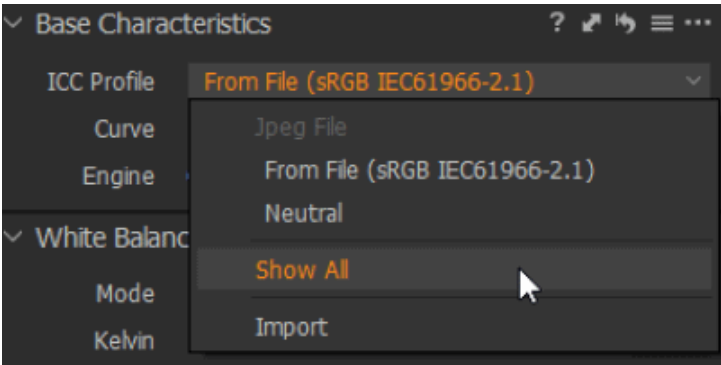 Base Characteristics ?
ICC Profile From File (sRGB IEC61966-2.1)
Curve Jpeg File
Engine From File (sRGB IEC61966-2.1)
Neutral
White Balanc
Show All
Mode
Kelvin Import